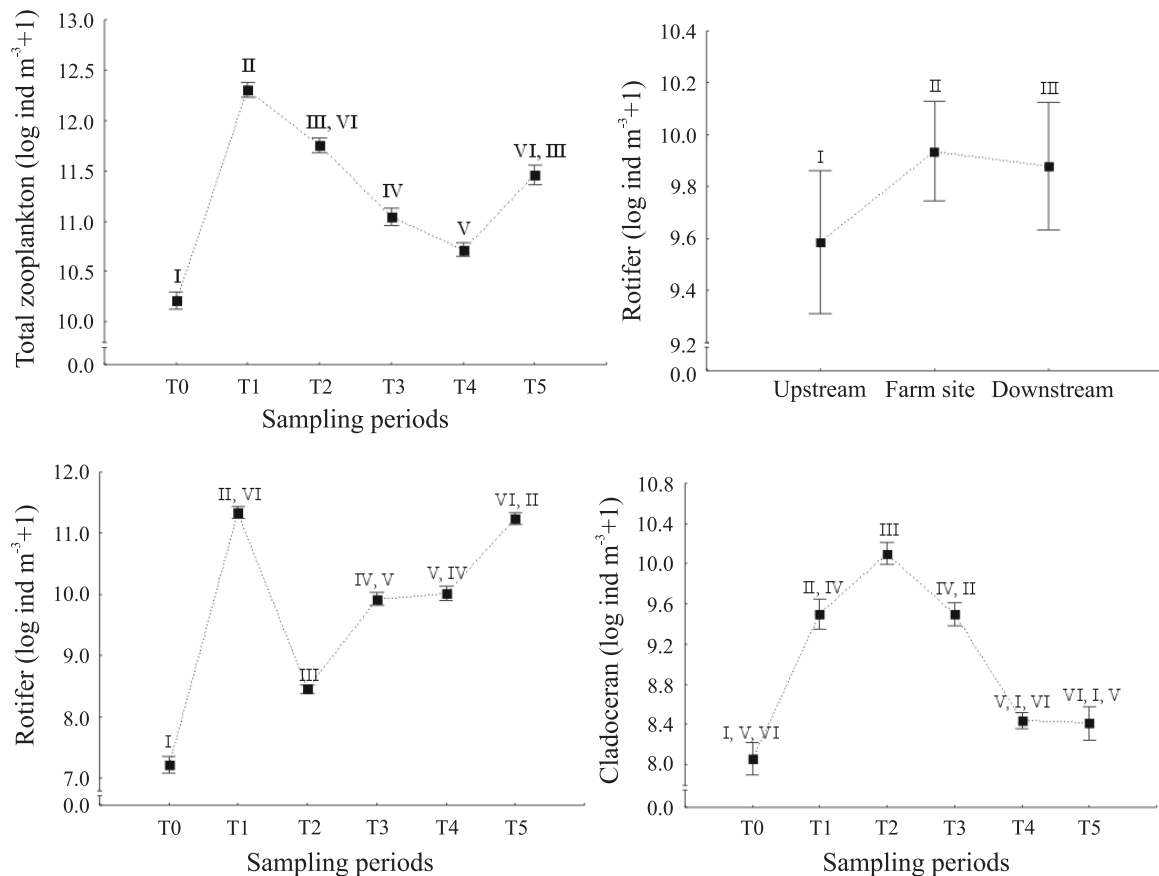 Total zooplankton (log ind m⁻³+1)
13.0
12.5
12.0
11.5
11.0
10.5
10.0
0.0
I
II
III, VI
IV
V
VI, III
T0 T1 T2 T3 T4 T5
Sampling periods
Rotifer (log ind m⁻³+1)
10.4
10.2
10.0
9.8
9.6
9.4
9.2
0.0
I
II
III
Upstream Farm site Downstream
Rotifer (log ind m⁻³+1)
12.0
11.0
10.0
9.0
8.0
7.0
0.0
I
II, VI
III
IV, V
V, IV
VI, II
T0 T1 T2 T3 T4 T5
Sampling periods
Cladoceran (log ind m⁻³+1)
10.8
10.4
10.0
9.6
9.2
8.8
8.4
8.0
0.0
I, V, VI
II, IV
III
IV, II
V, I, VI
VI, I, V
T0 T1 T2 T3 T4 T5
Sampling periods